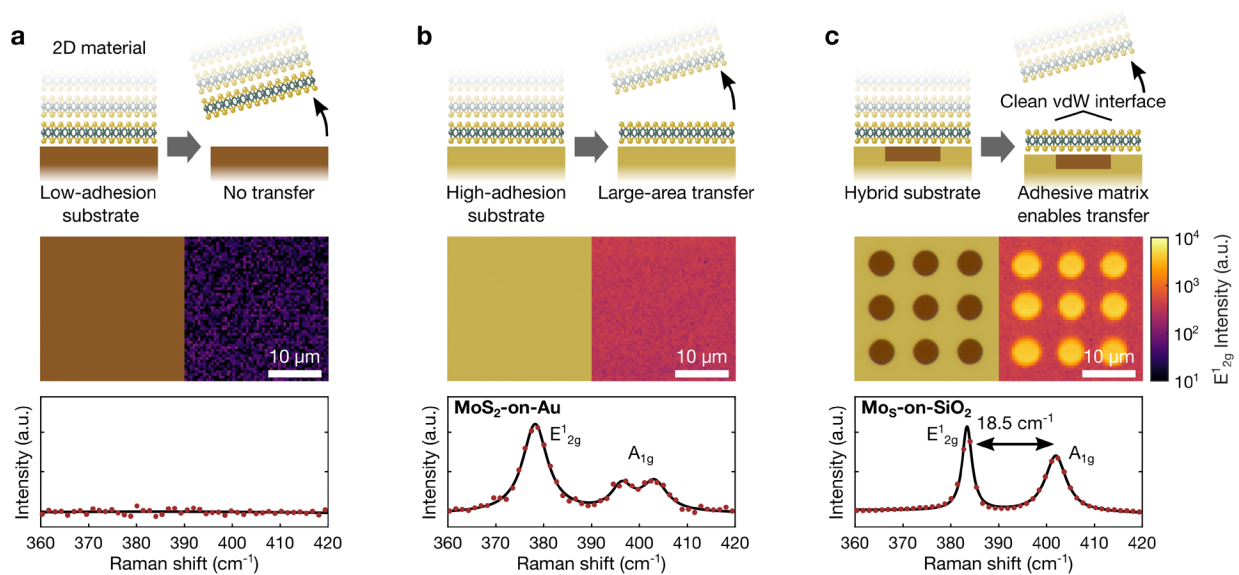 a
2D material
Low-adhesion
substrate
No transfer
10 μm
Intensity (a.u.)
360 380 390 400 410 420
Raman shift (cm⁻¹)
b
High-adhesion
substrate
Large-area transfer
10 μm
MoS₂-on-Au
E¹₂g
A₁g
Intensity (a.u.)
360 380 390 400 410 420
Raman shift (cm⁻¹)
c
Clean vdW interface
Hybrid substrate
Adhesive matrix
enables transfer
10 μm
10⁴
10³
10²
10¹
E¹₂g Intensity (a.u.)
Mo_S-on-SiO₂
18.5 cm⁻¹
E¹₂g
A₁g
Intensity (a.u.)
360 380 390 400 410 420
Raman shift (cm⁻¹)